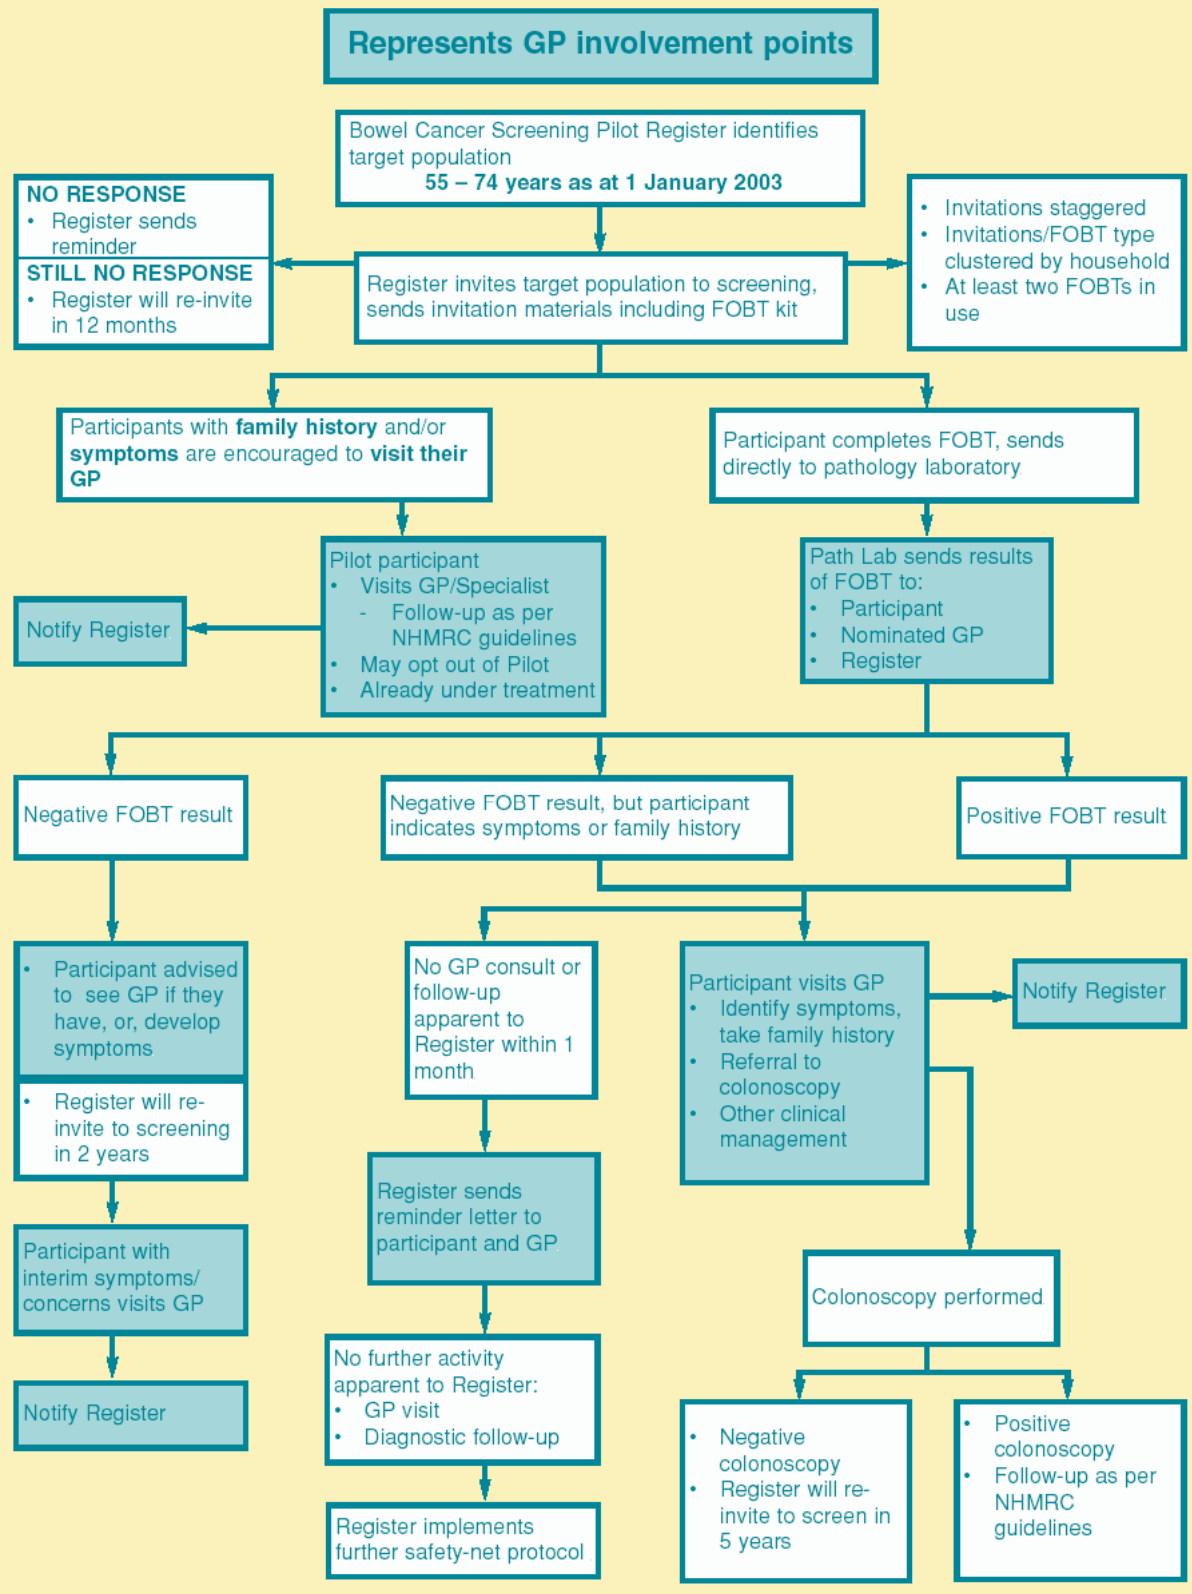 Represents GP involvement points
Bowel Cancer Screening Pilot Register identifies
target population
55 – 74 years as at 1 January 2003
NO RESPONSE
• Register sends
reminder
STILL NO RESPONSE
• Register will re-invite
in 12 months
Register invites target population to screening,
sends invitation materials including FOBT kit
• Invitations staggered
• Invitations/FOBT type
clustered by household
• At least two FOBTs in
use
Participants with family history and/or
symptoms are encouraged to visit their
GP
Participant completes FOBT, sends
directly to pathology laboratory
Pilot participant
• Visits GP/Specialist
- Follow-up as per
NHMRC guidelines
• May opt out of Pilot
• Already under treatment
Notify Register
Path Lab sends results
of FOBT to:
• Participant
• Nominated GP
• Register
Negative FOBT result
Negative FOBT result, but participant
indicates symptoms or family history
Positive FOBT result
• Participant advised
to see GP if they
have, or, develop
symptoms
• Register will re-
invite to screening
in 2 years
Participant with
interim symptoms/
concerns visits GP
Notify Register
No GP consult or
follow-up
apparent to
Register within 1
month
Register sends
reminder letter to
participant and GP
No further activity
apparent to Register:
• GP visit
• Diagnostic follow-up
Register implements
further safety-net protocol
Participant visits GP
• Identify symptoms,
take family history
• Referral to
colonoscopy
• Other clinical
management
Notify Register
Colonoscopy performed
• Negative
colonoscopy
• Register will re-
invite to screen in
5 years
• Positive
colonoscopy
• Follow-up as per
NHMRC
guidelines